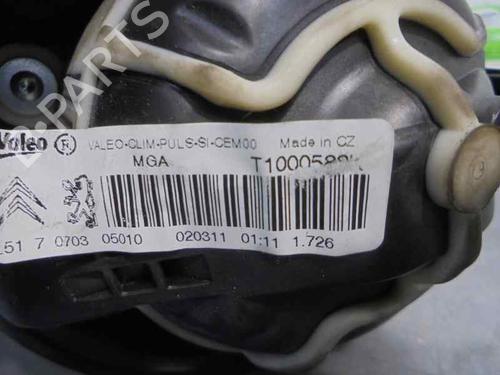 Valeo R VALEO-CLIM-PULS-SI-CEM00 Made in CZ
MGA
51 7 0703 05010 020311 01:11 1.726
B-PARTS